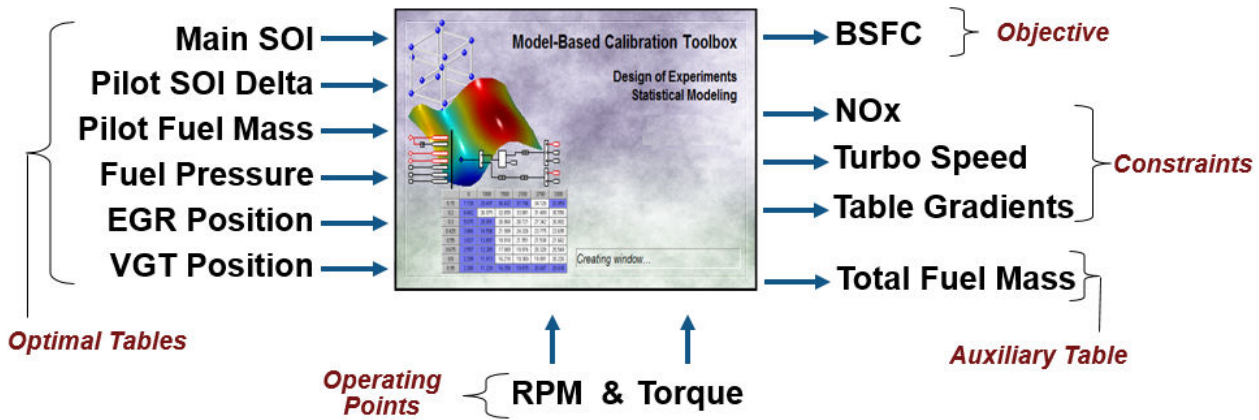 Main SOI
Pilot SOI Delta
Pilot Fuel Mass
Fuel Pressure
EGR Position
VGT Position
Optimal Tables
Model-Based Calibration Toolbox
Design of Experiments
Statistical Modeling
Creating window...
BSFC
Objective
NOx
Turbo Speed
Table Gradients
Constraints
Total Fuel Mass
Auxiliary Table
Operating
Points
RPM & Torque